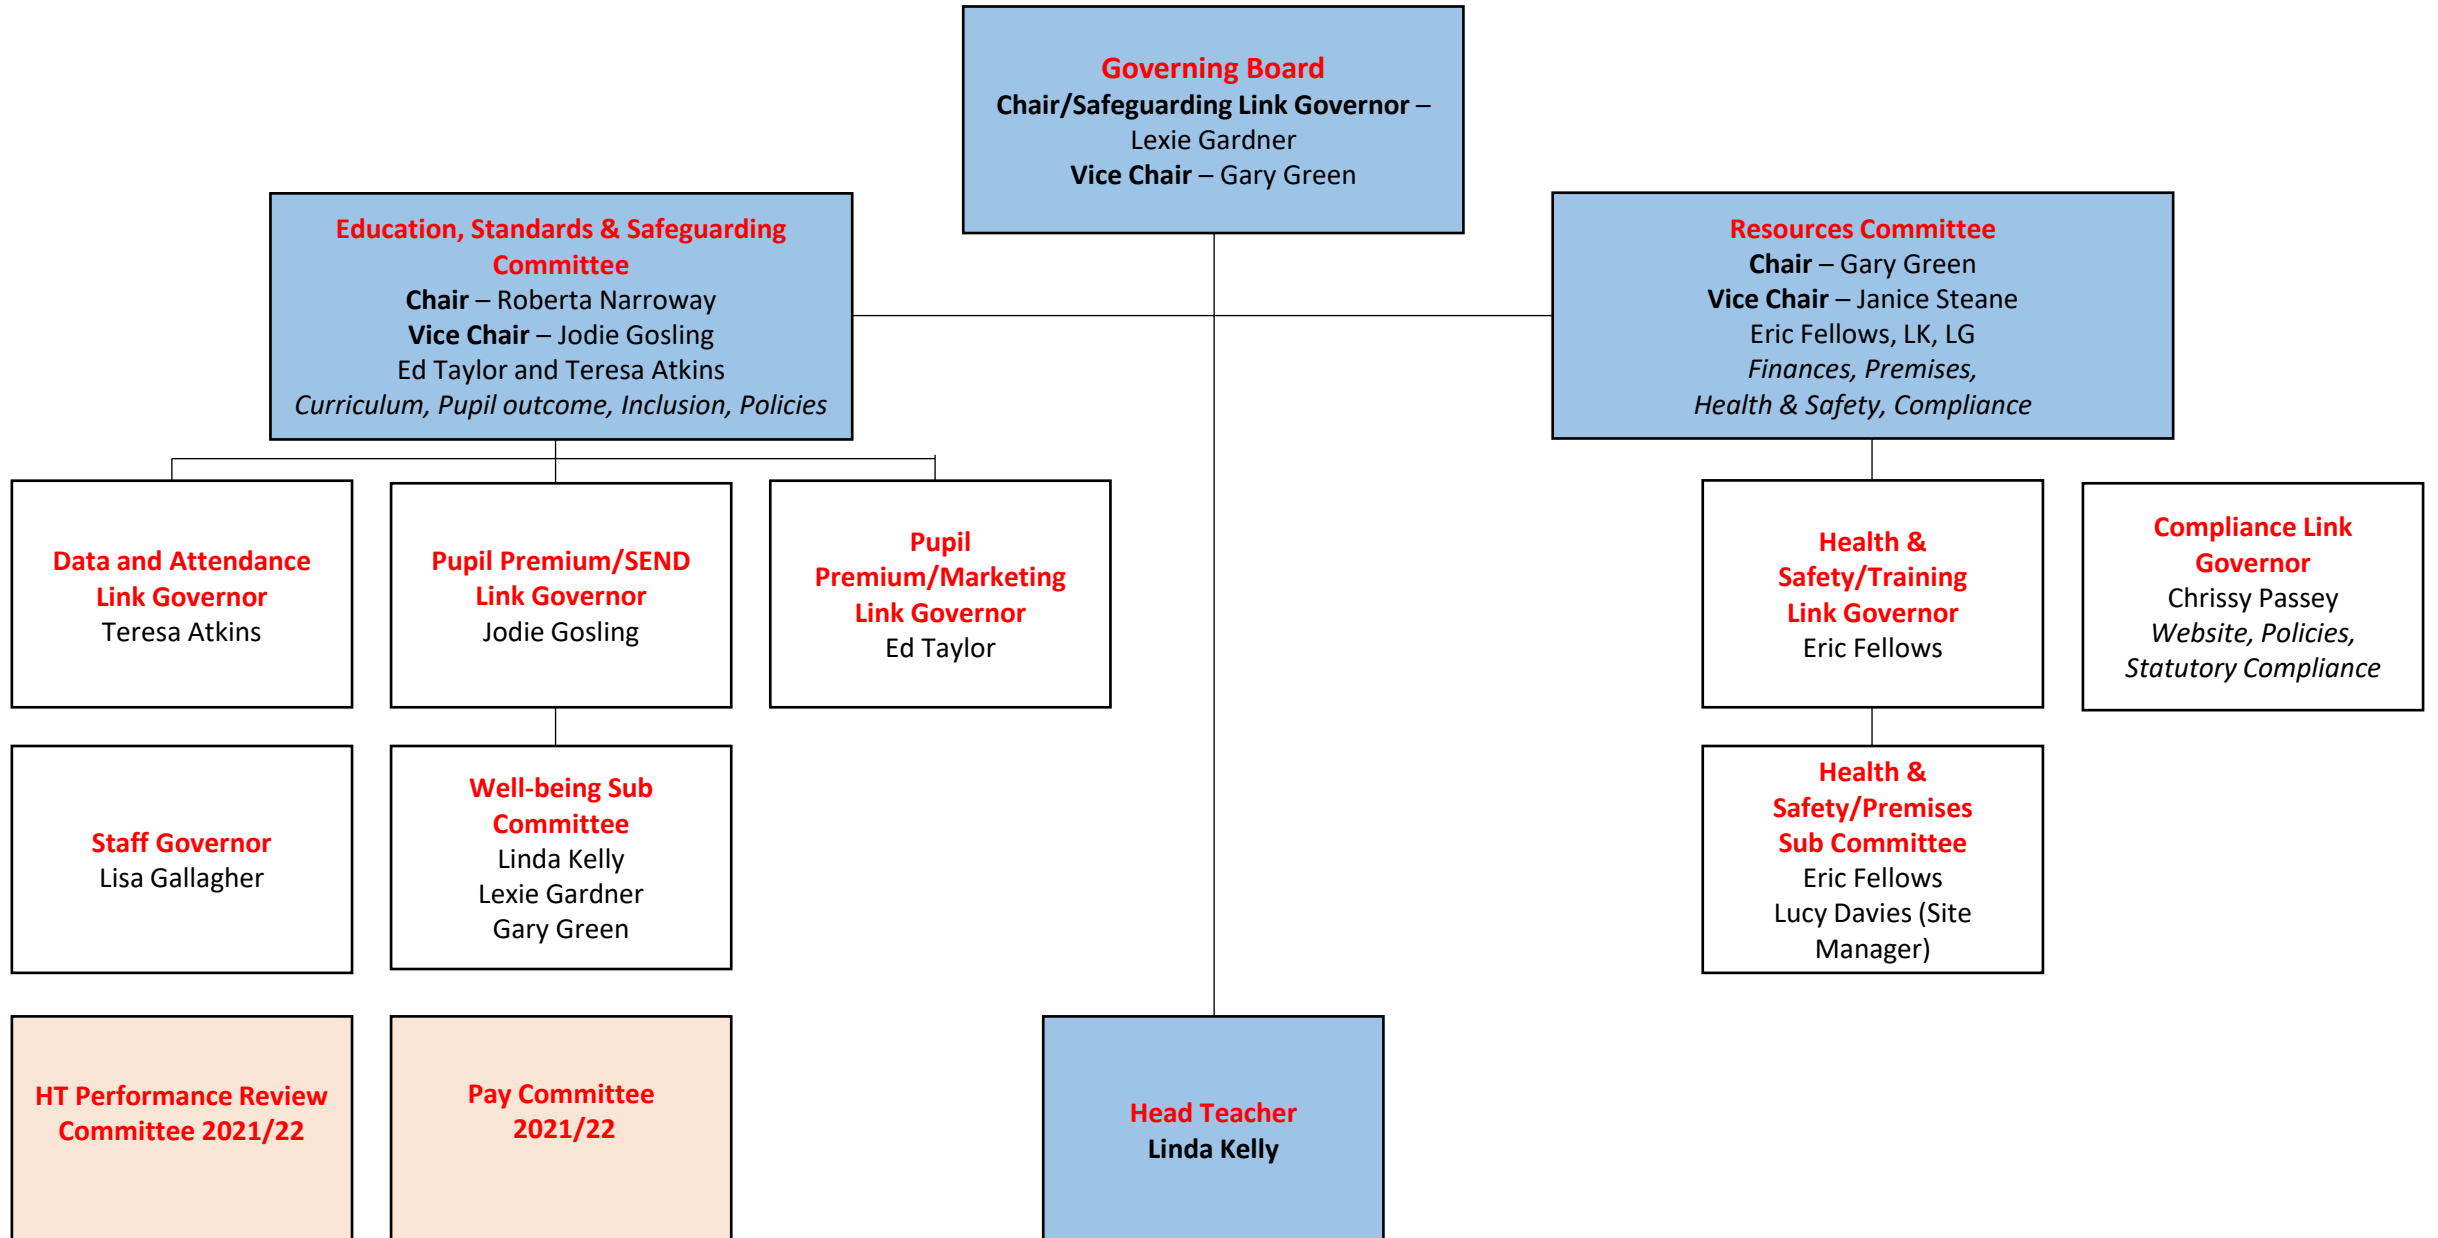 Governing Board
Chair/Safeguarding Link Governor –
Lexie Gardner
Vice Chair – Gary Green
Education, Standards & Safeguarding
Committee
Chair – Roberta Narroway
Vice Chair – Jodie Gosling
Ed Taylor and Teresa Atkins
Curriculum, Pupil outcome, Inclusion, Policies
Resources Committee
Chair – Gary Green
Vice Chair – Janice Steane
Eric Fellows, LK, LG
Finances, Premises,
Health & Safety, Compliance
Data and Attendance
Link Governor
Teresa Atkins
Pupil Premium/SEND
Link Governor
Jodie Gosling
Pupil
Premium/Marketing
Link Governor
Ed Taylor
Health &
Safety/Training
Link Governor
Eric Fellows
Compliance Link
Governor
Chrissy Passey
Website, Policies,
Statutory Compliance
Staff Governor
Lisa Gallagher
Well-being Sub
Committee
Linda Kelly
Lexie Gardner
Gary Green
Health &
Safety/Premises
Sub Committee
Eric Fellows
Lucy Davies (Site
Manager)
HT Performance Review
Committee 2021/22
Pay Committee
2021/22
Head Teacher
Linda Kelly